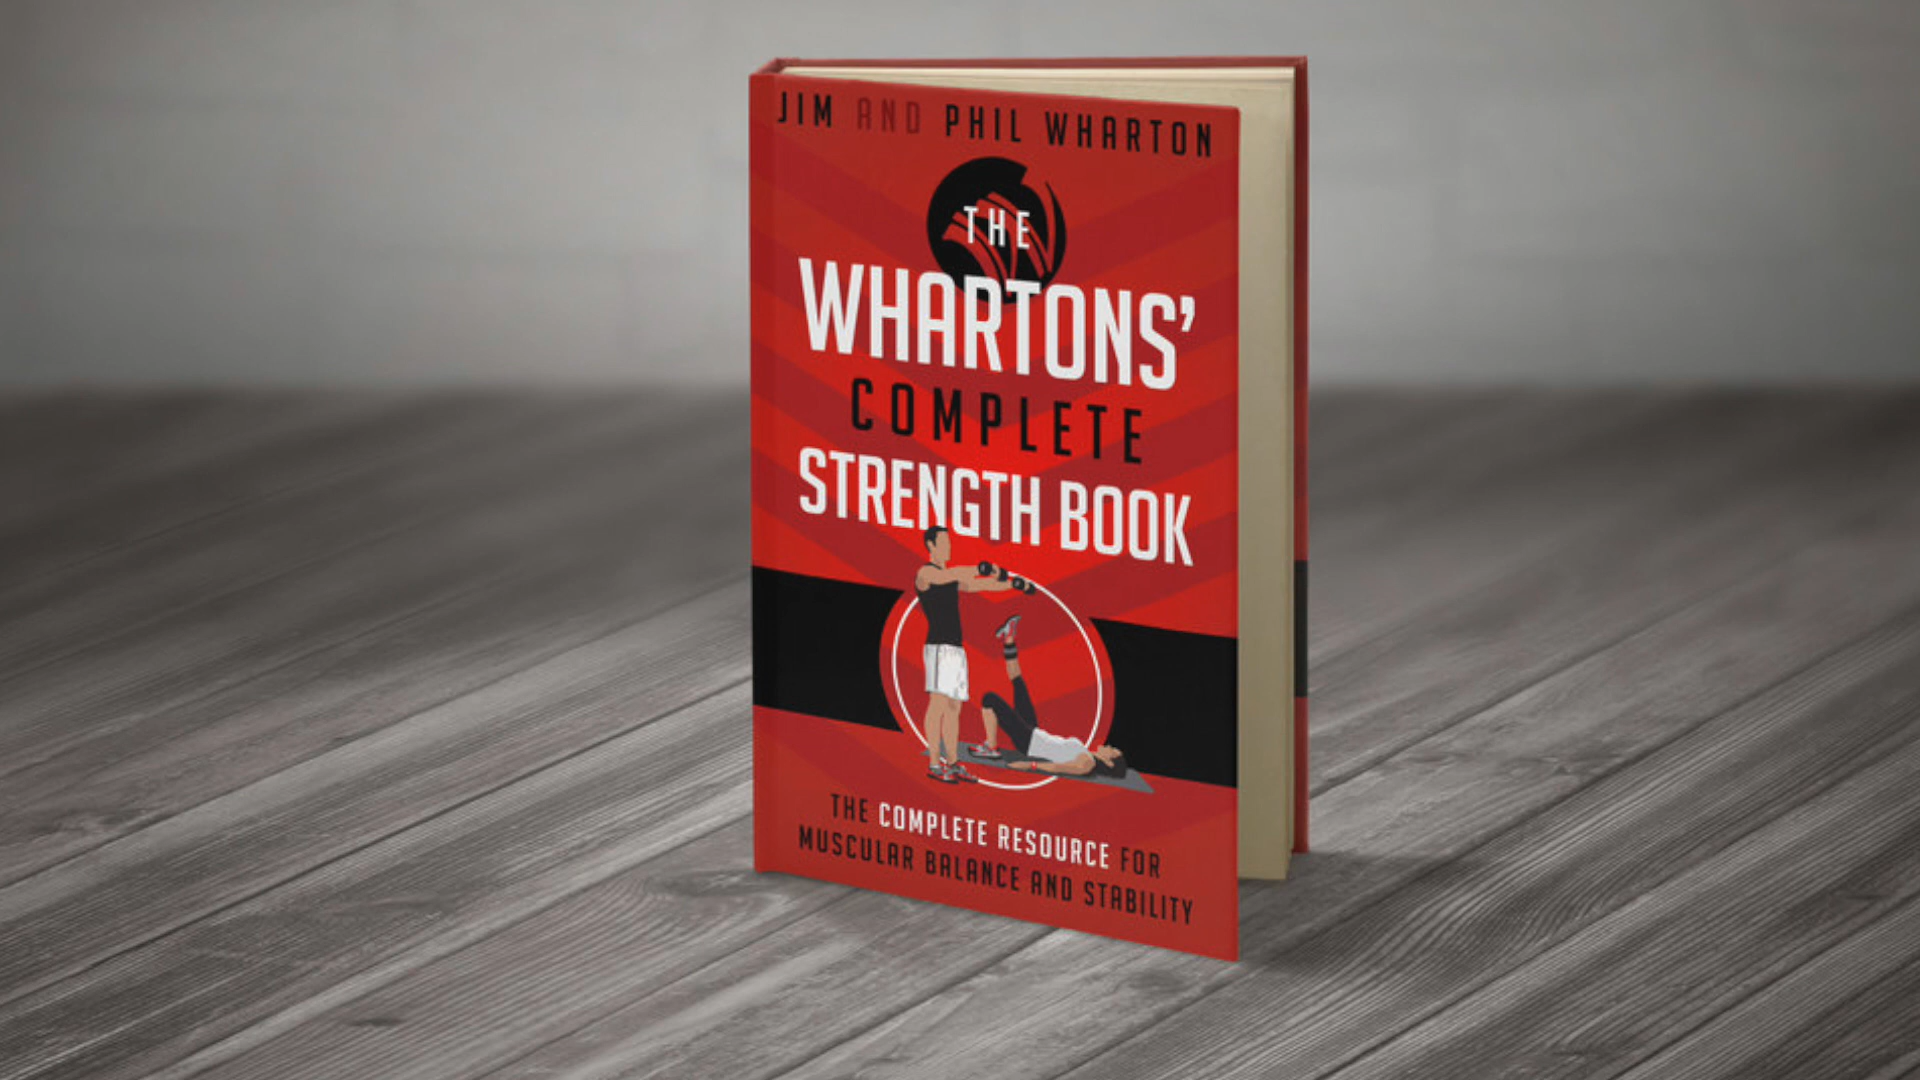 JIM AND PHIL WHARTON
THE
WHARTONS’
COMPLETE
STRENGTH BOOK
THE COMPLETE RESOURCE FOR
MUSCULAR BALANCE AND STABILITY